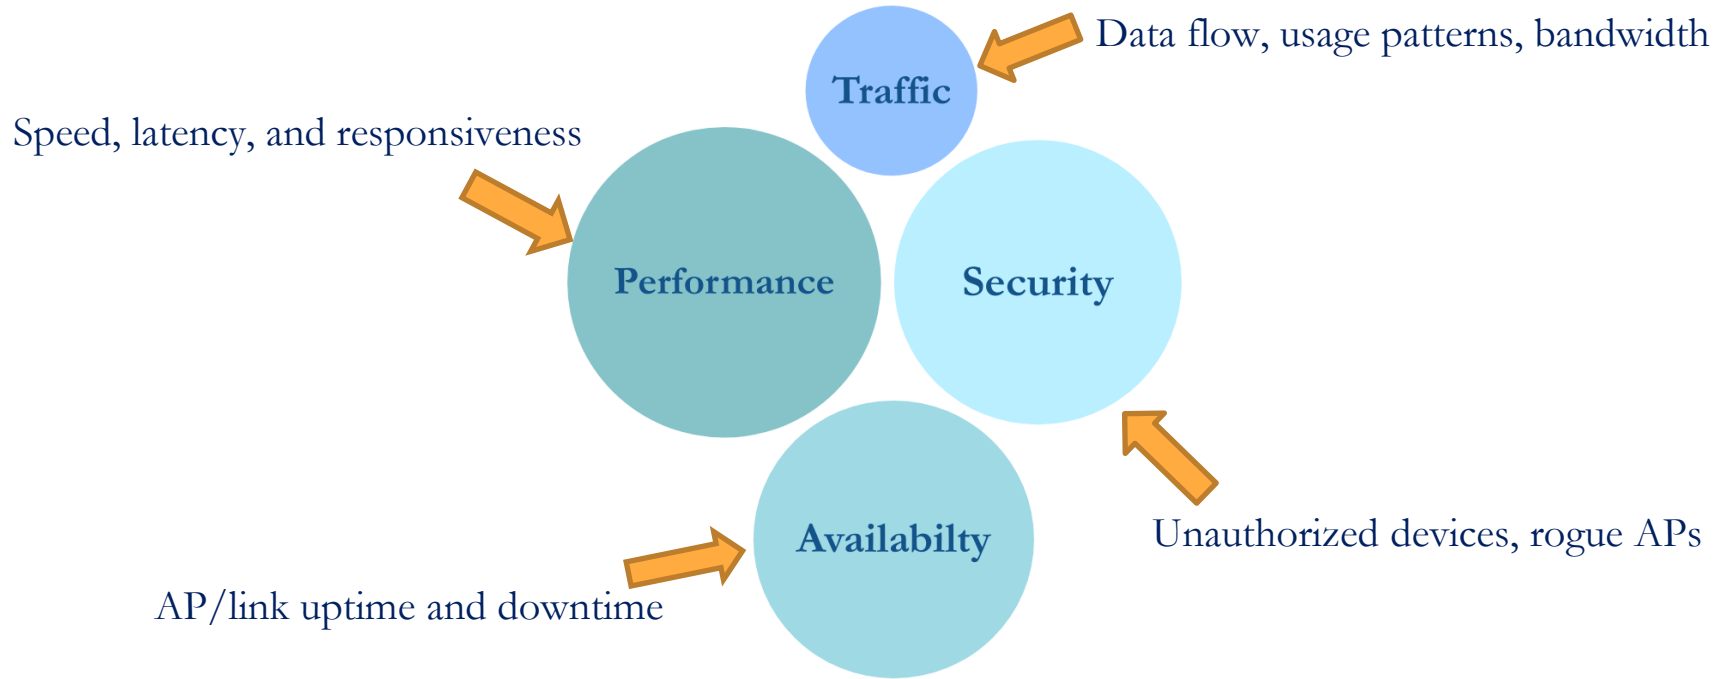 Data flow, usage patterns, bandwidth
Traffic
Speed, latency, and responsiveness
Performance
Security
Unauthorized devices, rogue APs
Availabilty
AP/link uptime and downtime